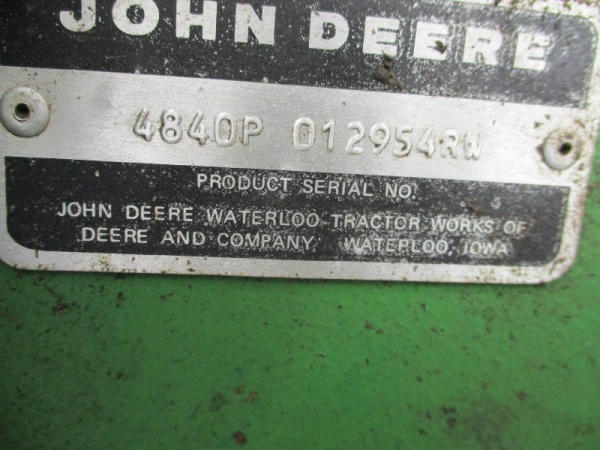 JOHN DEERE
4840P 012954RW
PRODUCT SERIAL NO.
JOHN DEERE WATERLOO TRACTOR WORKS OF
DEERE AND COMPANY, WATERLOO, IOWA